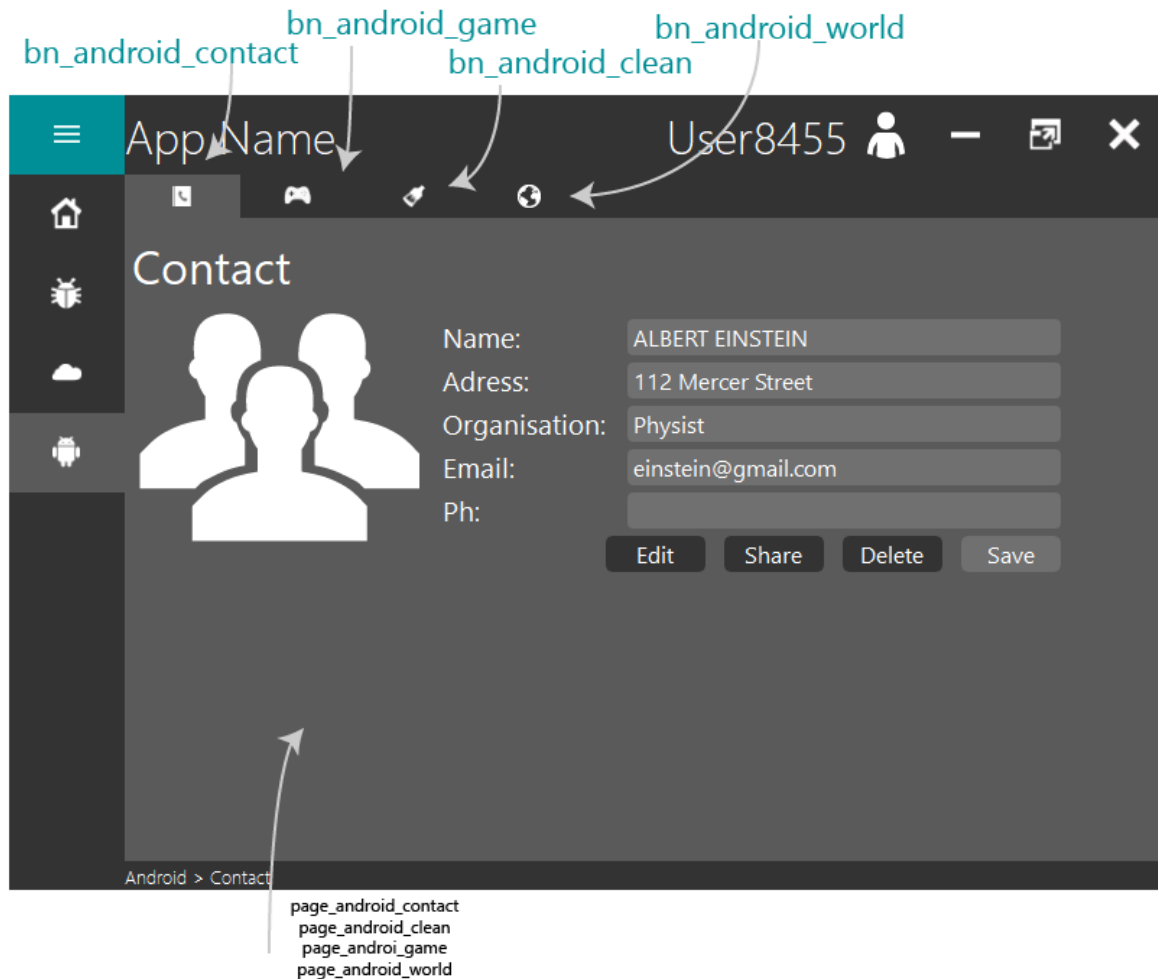 bn_android_game
bn_android_world
bn_android_contact
bn_android_clean
App Name
User8455
Contact
Name:
ALBERT EINSTEIN
Adress:
112 Mercer Street
Organisation:
Physist
Email:
einstein@gmail.com
Ph:
Edit
Share
Delete
Save
Android > Contact
page_android_contact
page_android_clean
page_androi_game
page_android_world